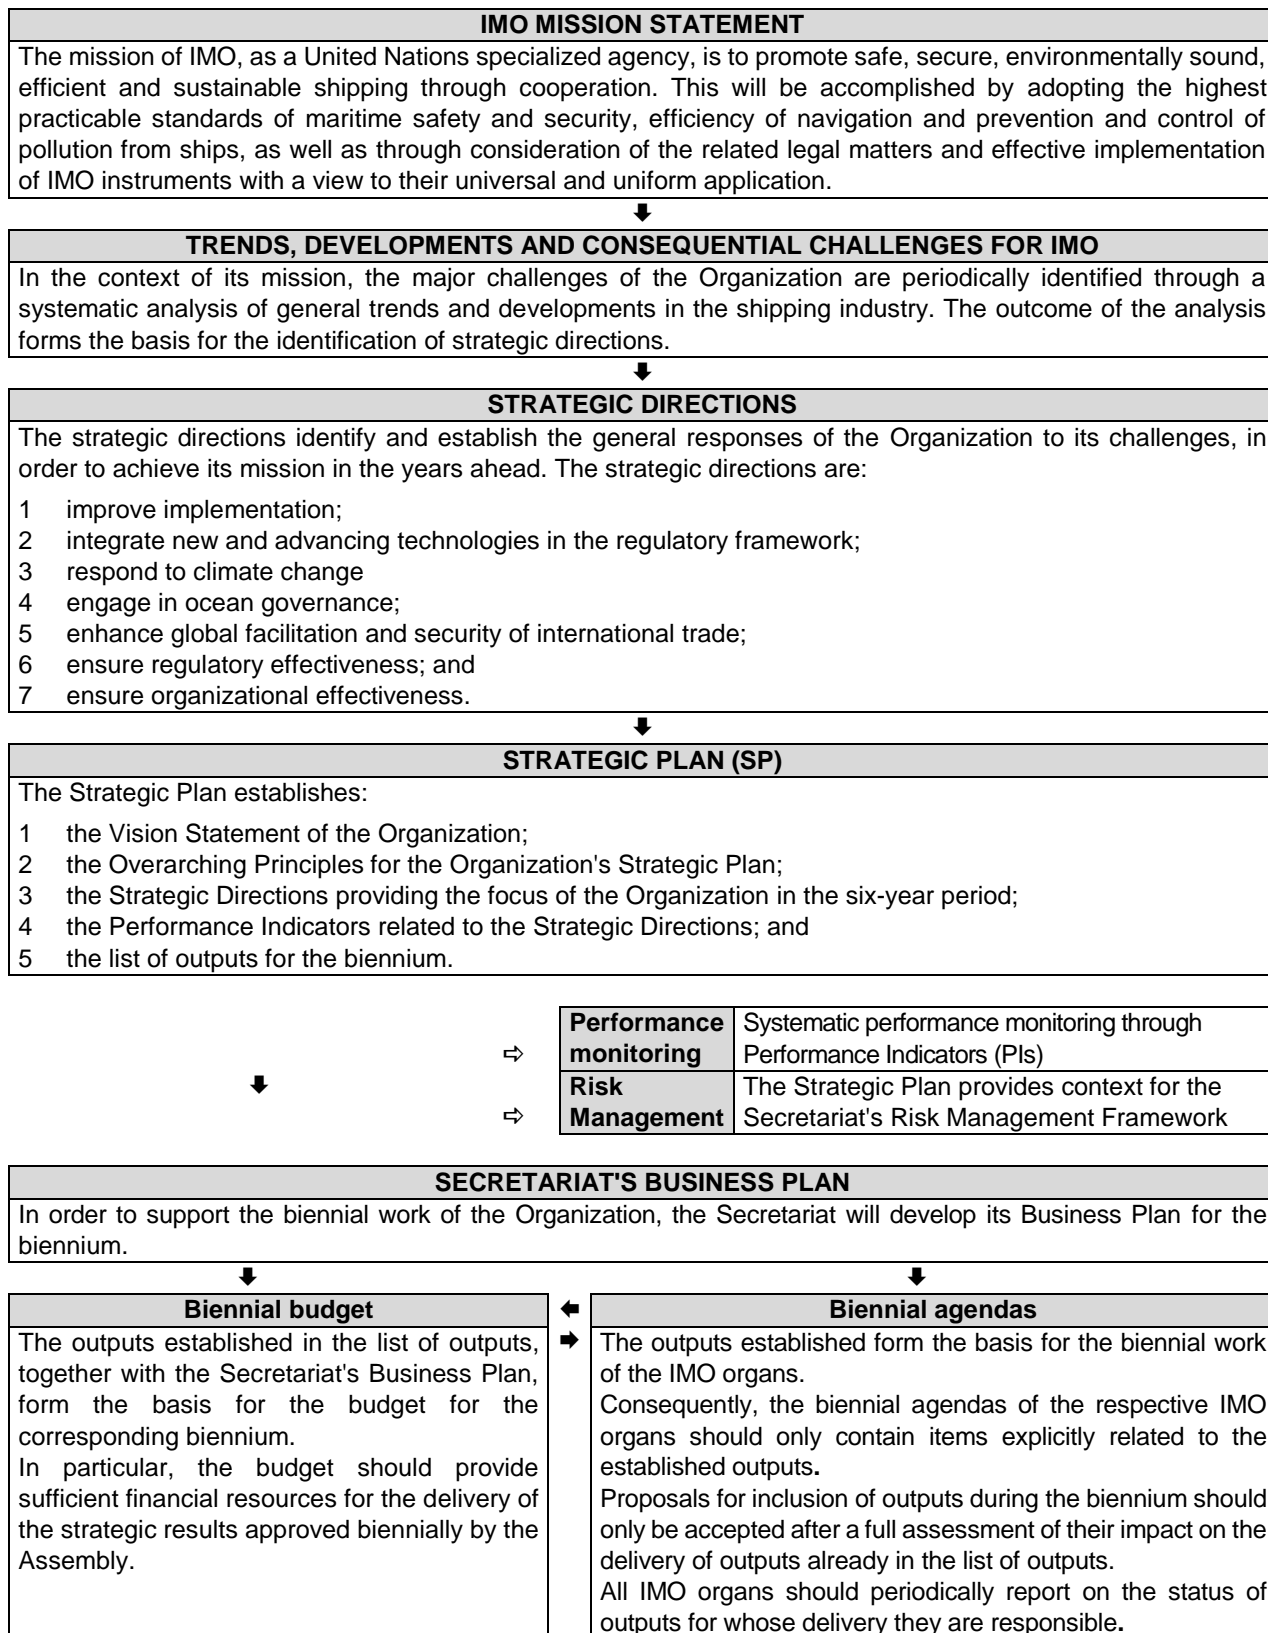 IMO MISSION STATEMENT
The mission of IMO, as a United Nations specialized agency, is to promote safe, secure, environmentally sound,
efficient and sustainable shipping through cooperation. This will be accomplished by adopting the highest
practicable standards of maritime safety and security, efficiency of navigation and prevention and control of
pollution from ships, as well as through consideration of the related legal matters and effective implementation
of IMO instruments with a view to their universal and uniform application.
🡇
TRENDS, DEVELOPMENTS AND CONSEQUENTIAL CHALLENGES FOR IMO
In the context of its mission, the major challenges of the Organization are periodically identified through a
systematic analysis of general trends and developments in the shipping industry. The outcome of the analysis
forms the basis for the identification of strategic directions.
🡇
STRATEGIC DIRECTIONS
The strategic directions identify and establish the general responses of the Organization to its challenges, in
order to achieve its mission in the years ahead. The strategic directions are:
1 improve implementation;
2 integrate new and advancing technologies in the regulatory framework;
3 respond to climate change
4 engage in ocean governance;
5 enhance global facilitation and security of international trade;
6 ensure regulatory effectiveness; and
7 ensure organizational effectiveness.
🡇
STRATEGIC PLAN (SP)
The Strategic Plan establishes:
1 the Vision Statement of the Organization;
2 the Overarching Principles for the Organization's Strategic Plan;
3 the Strategic Directions providing the focus of the Organization in the six-year period;
4 the Performance Indicators related to the Strategic Directions; and
5 the list of outputs for the biennium.
Performance
monitoring
Systematic performance monitoring through
Performance Indicators (PIs)
Risk
Management
The Strategic Plan provides context for the
Secretariat's Risk Management Framework
SECRETARIAT'S BUSINESS PLAN
In order to support the biennial work of the Organization, the Secretariat will develop its Business Plan for the
biennium.
Biennial budget
The outputs established in the list of outputs,
together with the Secretariat's Business Plan,
form the basis for the budget for the
corresponding biennium.
In particular, the budget should provide
sufficient financial resources for the delivery of
the strategic results approved biennially by the
Assembly.
Biennial agendas
The outputs established form the basis for the biennial work
of the IMO organs.
Consequently, the biennial agendas of the respective IMO
organs should only contain items explicitly related to the
established outputs.
Proposals for inclusion of outputs during the biennium should
only be accepted after a full assessment of their impact on the
delivery of outputs already in the list of outputs.
All IMO organs should periodically report on the status of
outputs for whose delivery they are responsible.